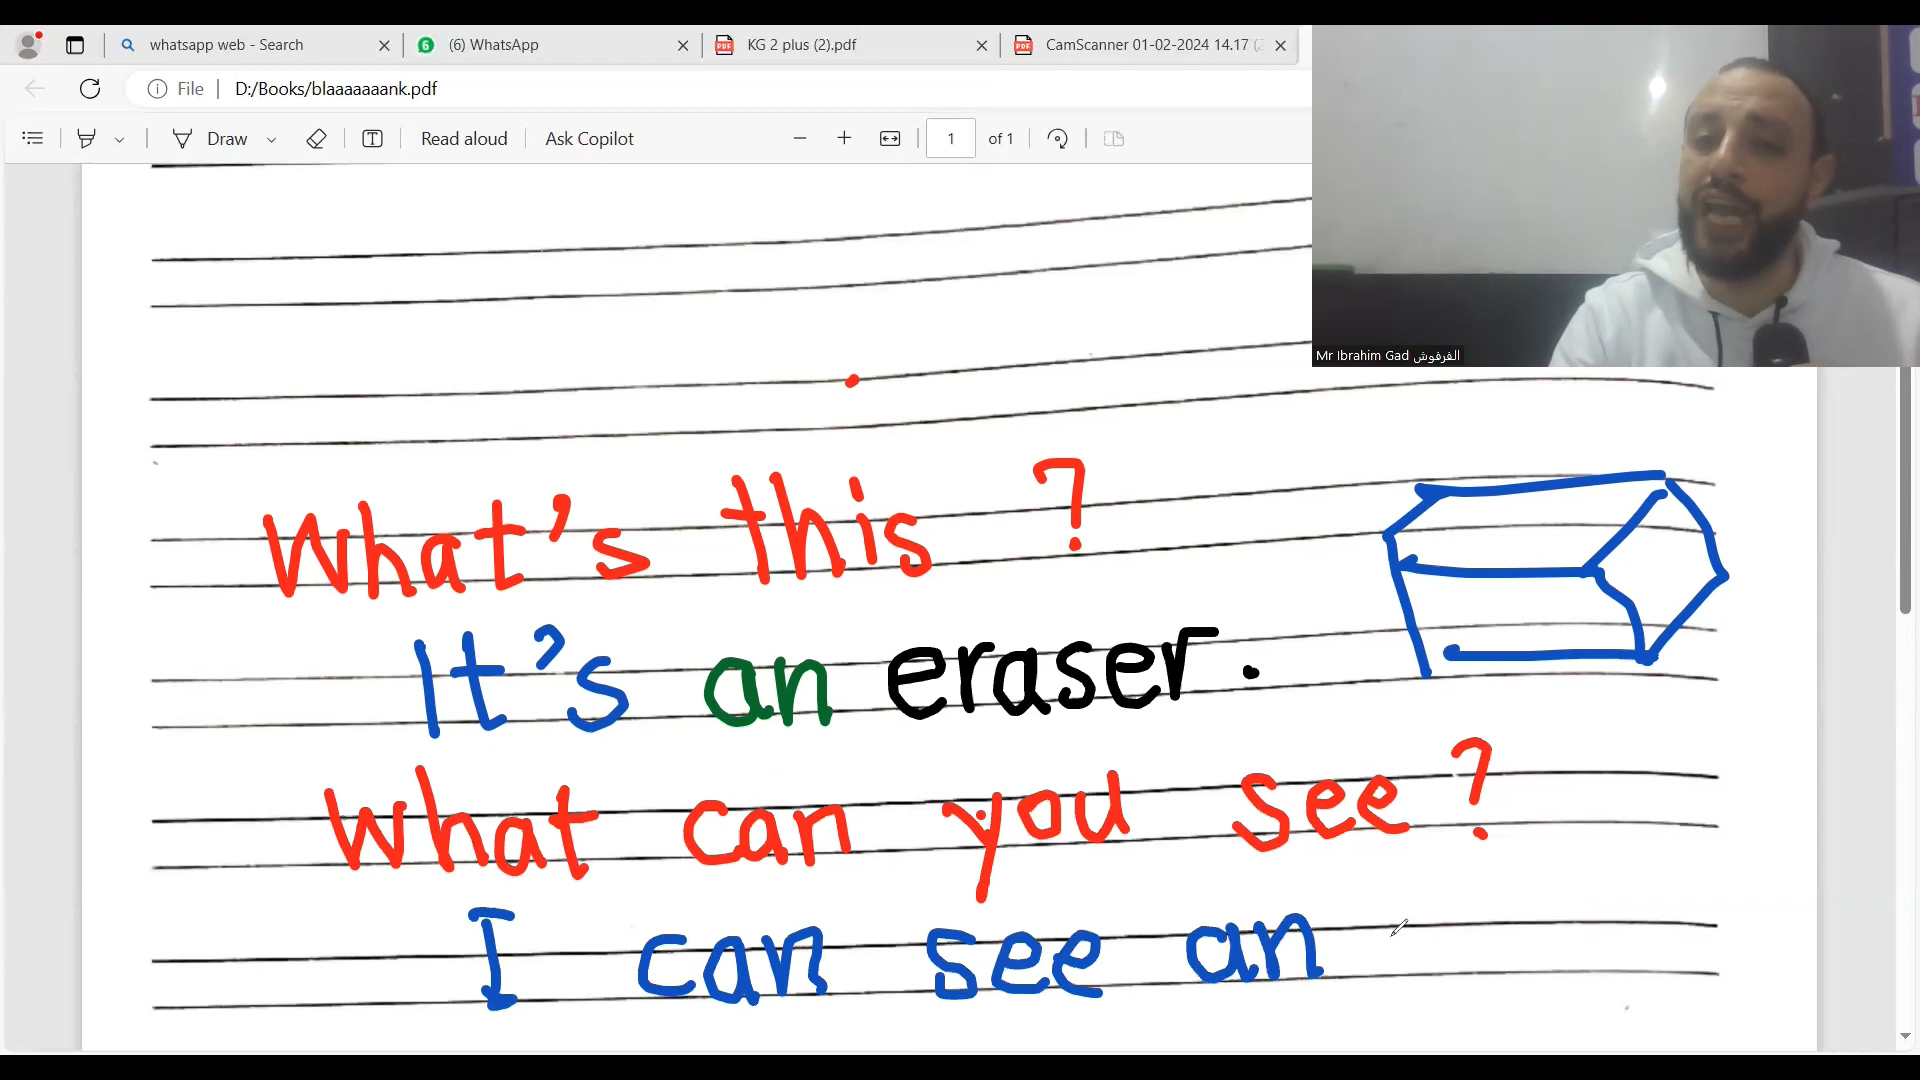 whatsapp web - Search
(6) WhatsApp
KG 2 plus (2).pdf
CamScanner 01-02-2024 14.17 (2
File D:/Books/blaaaaaaank.pdf
Draw Read aloud Ask Copilot 1 of 1
Mr Ibrahim Gad الفرفوش
What's this ?
It's an eraser.
What can you see?
I can see an